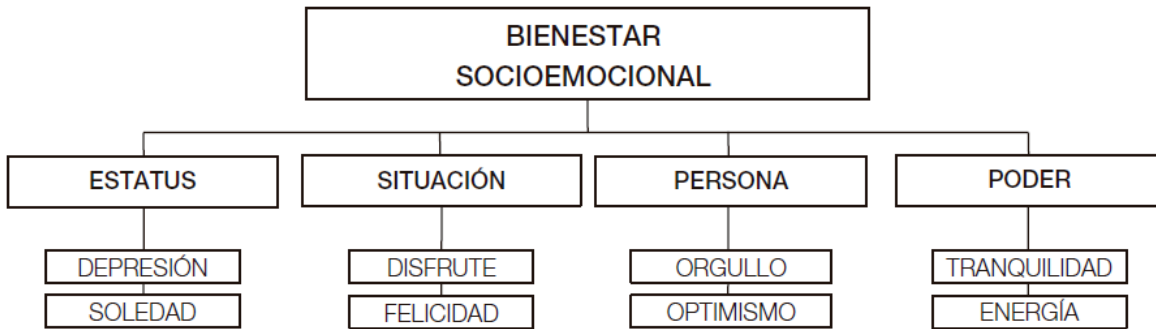 BIENESTAR
SOCIOEMOCIONAL
ESTATUS
SITUACIÓN
PERSONA
PODER
DEPRESIÓN
DISFRUTE
ORGULLO
TRANQUILIDAD
SOLEDAD
FELICIDAD
OPTIMISMO
ENERGÍA